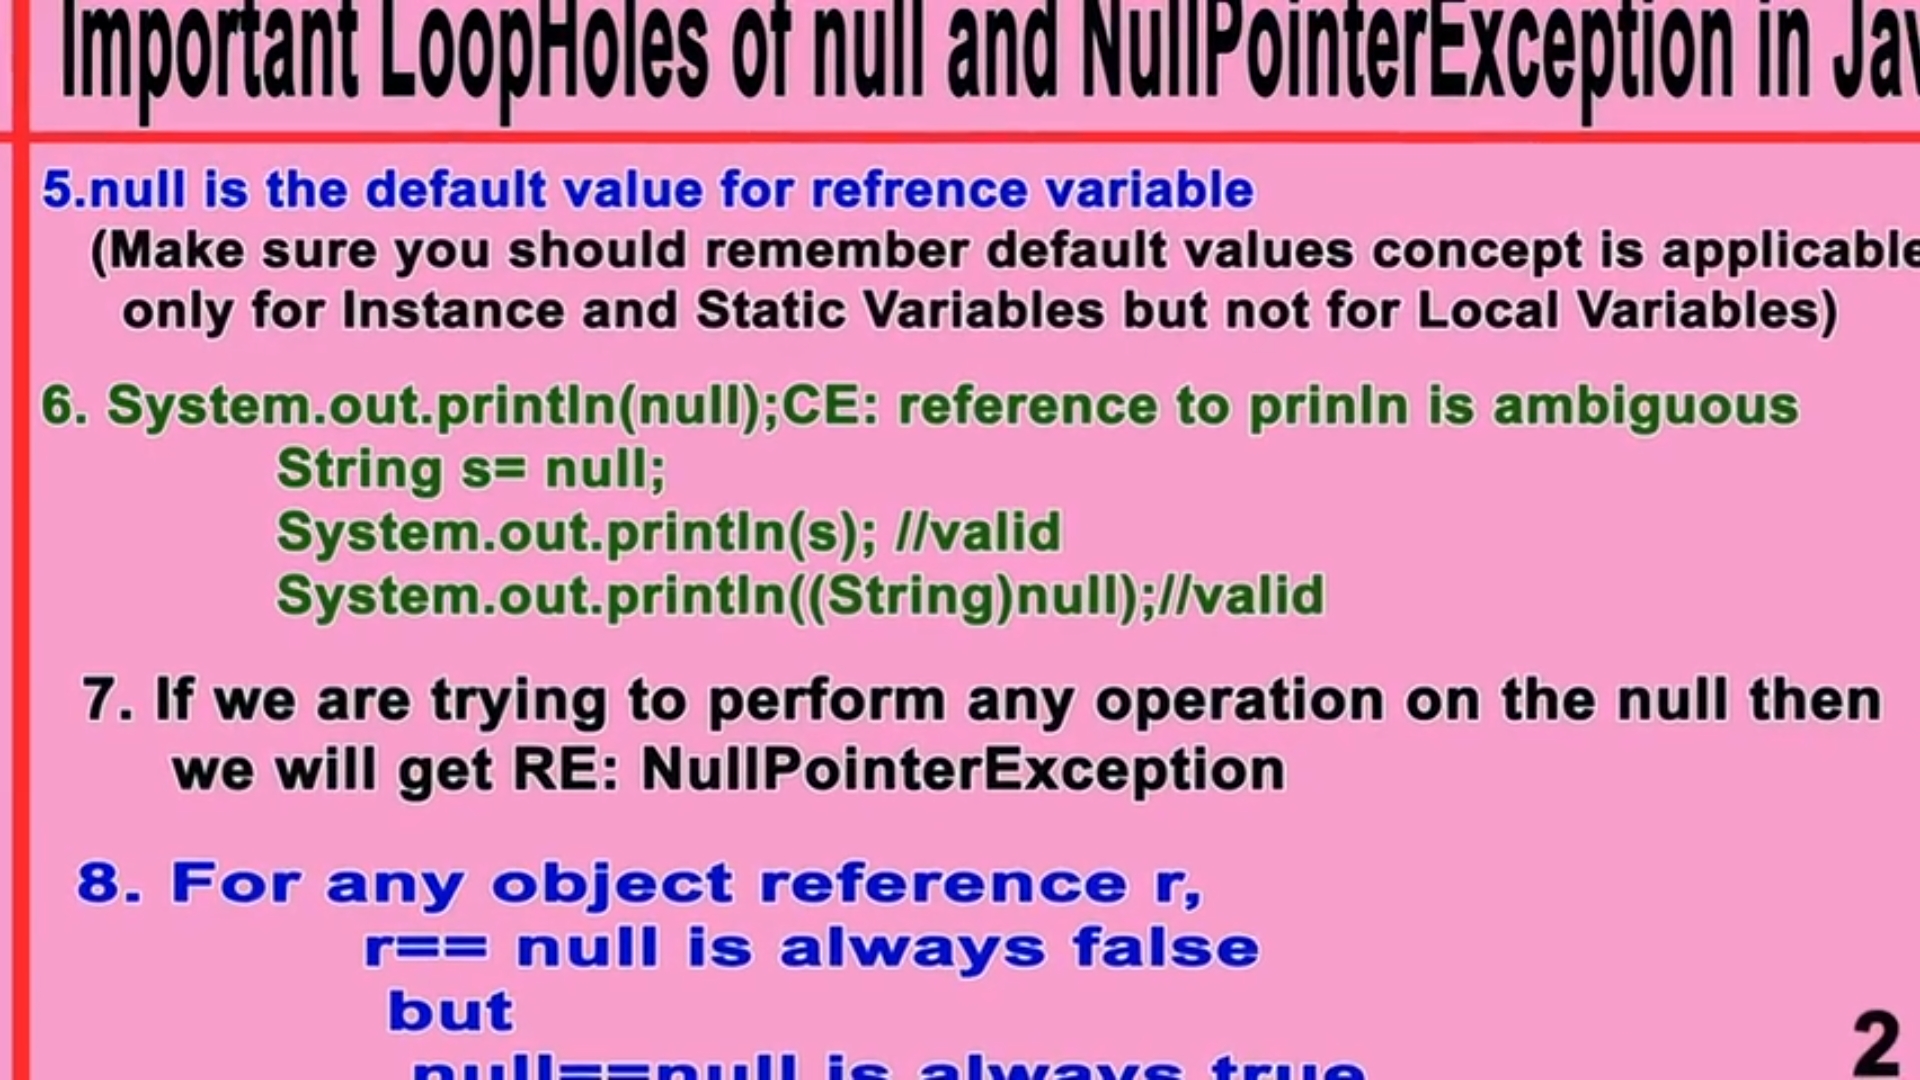 Important LoopHoles of null and NullPointerException in Jav
5.null is the default value for refrence variable
(Make sure you should remember default values concept is applicable
only for Instance and Static Variables but not for Local Variables)
6. System.out.println(null);CE: reference to prinln is ambiguous
String s= null;
System.out.println(s); //valid
System.out.println((String)null);//valid
7. If we are trying to perform any operation on the null then
we will get RE: NullPointerException
8. For any object reference r,
r== null is always false
but
null==null is always true
2